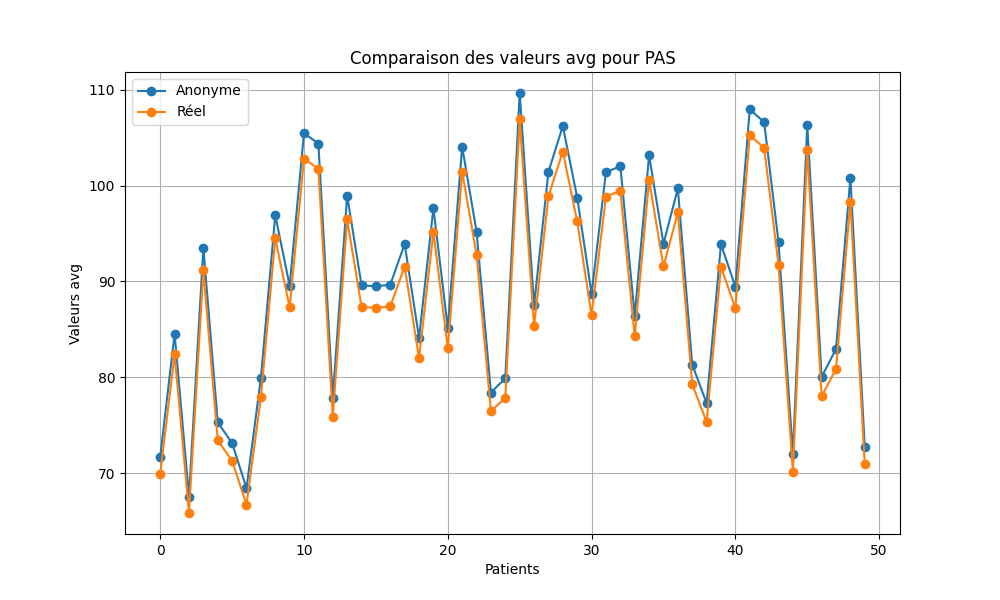 Comparaison des valeurs avg pour PAS
Anonyme
Réel
110
100
90
80
70
Valeurs avg
0 10 20 30 40 50
Patients